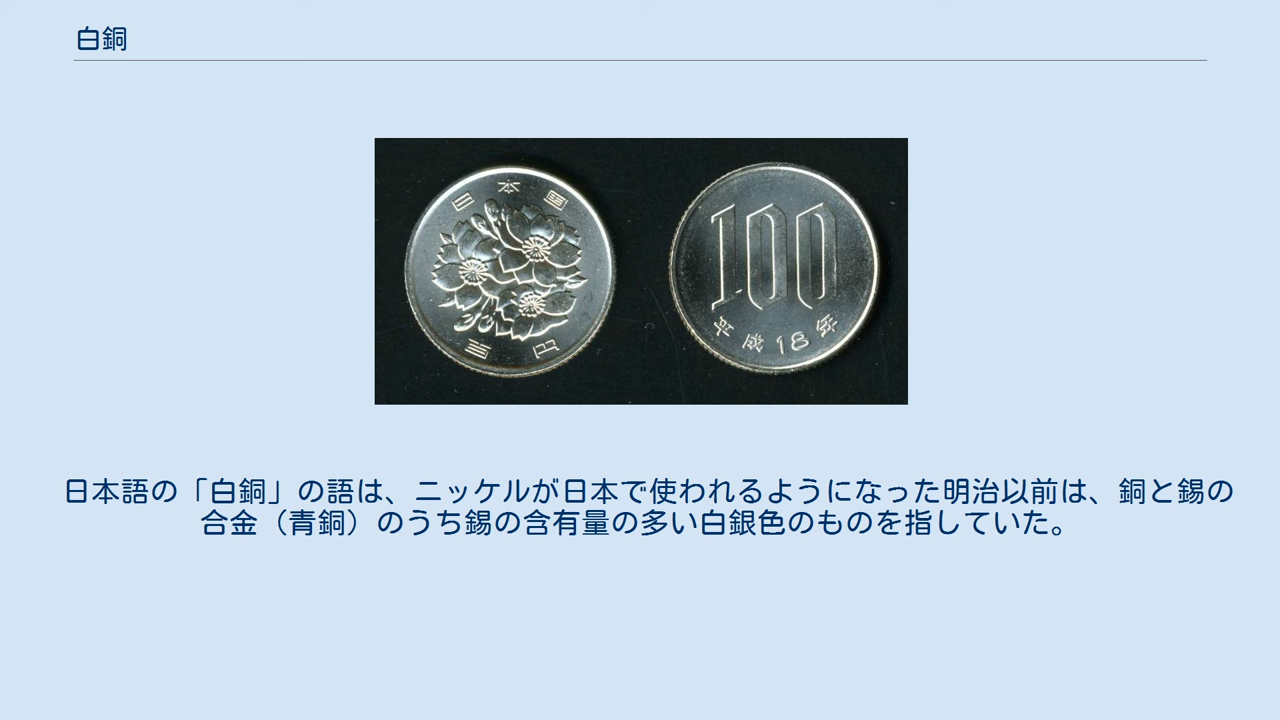 白銅
日本国
百円
100
平成18年
日本語の「白銅」の語は、ニッケルが日本で使われるようになった明治以前は、銅と錫の
合金（青銅）のうち錫の含有量の多い白銀色のものを指していた。